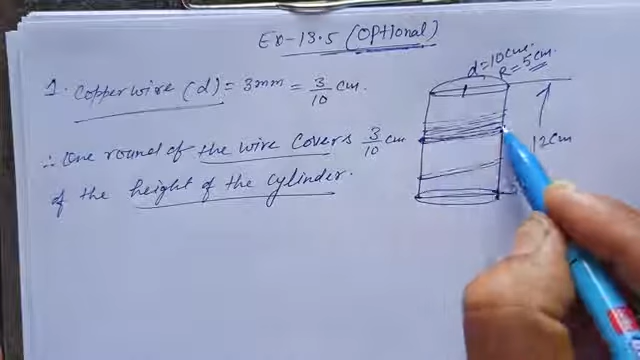 Ex-13.5 (Optional)
d=10cm.
R=5cm.
1. Copper wire (d) = 3mm = 3/10 cm.
∴ One round of the wire covers 3/10 cm
of the height of the cylinder.
12cm